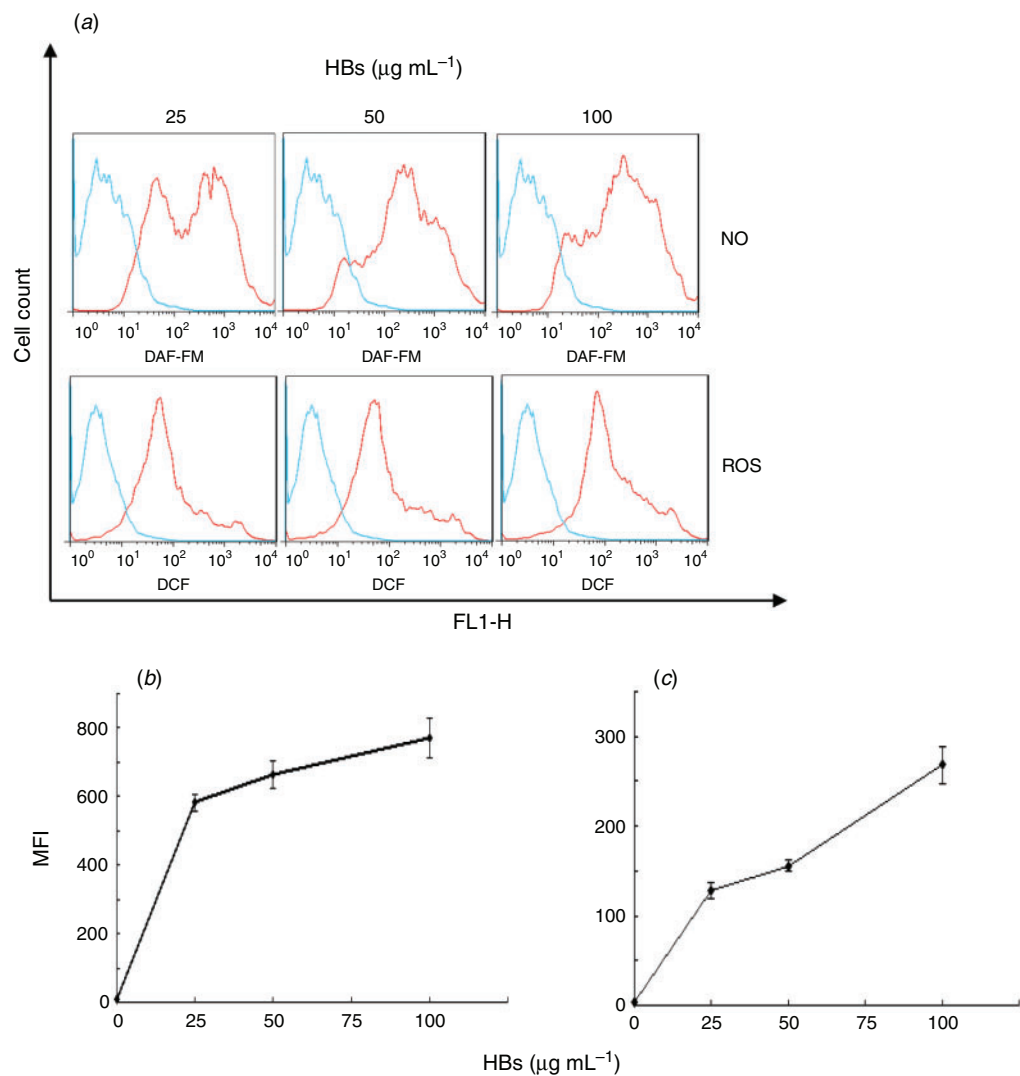 (a)
HBs (μg mL⁻¹)
25 50 100
NO
10⁰ 10¹ 10² 10³ 10⁴ 10⁰ 10¹ 10² 10³ 10⁴ 10⁰ 10¹ 10² 10³ 10⁴
DAF-FM DAF-FM DAF-FM
Cell count
ROS
10⁰ 10¹ 10² 10³ 10⁴ 10⁰ 10¹ 10² 10³ 10⁴ 10⁰ 10¹ 10² 10³ 10⁴
DCF DCF DCF
FL1-H
(b)
800
600
400
200
0
MFI
0 25 50 75 100
(c)
300
200
100
0
0 25 50 75 100
HBs (μg mL⁻¹)